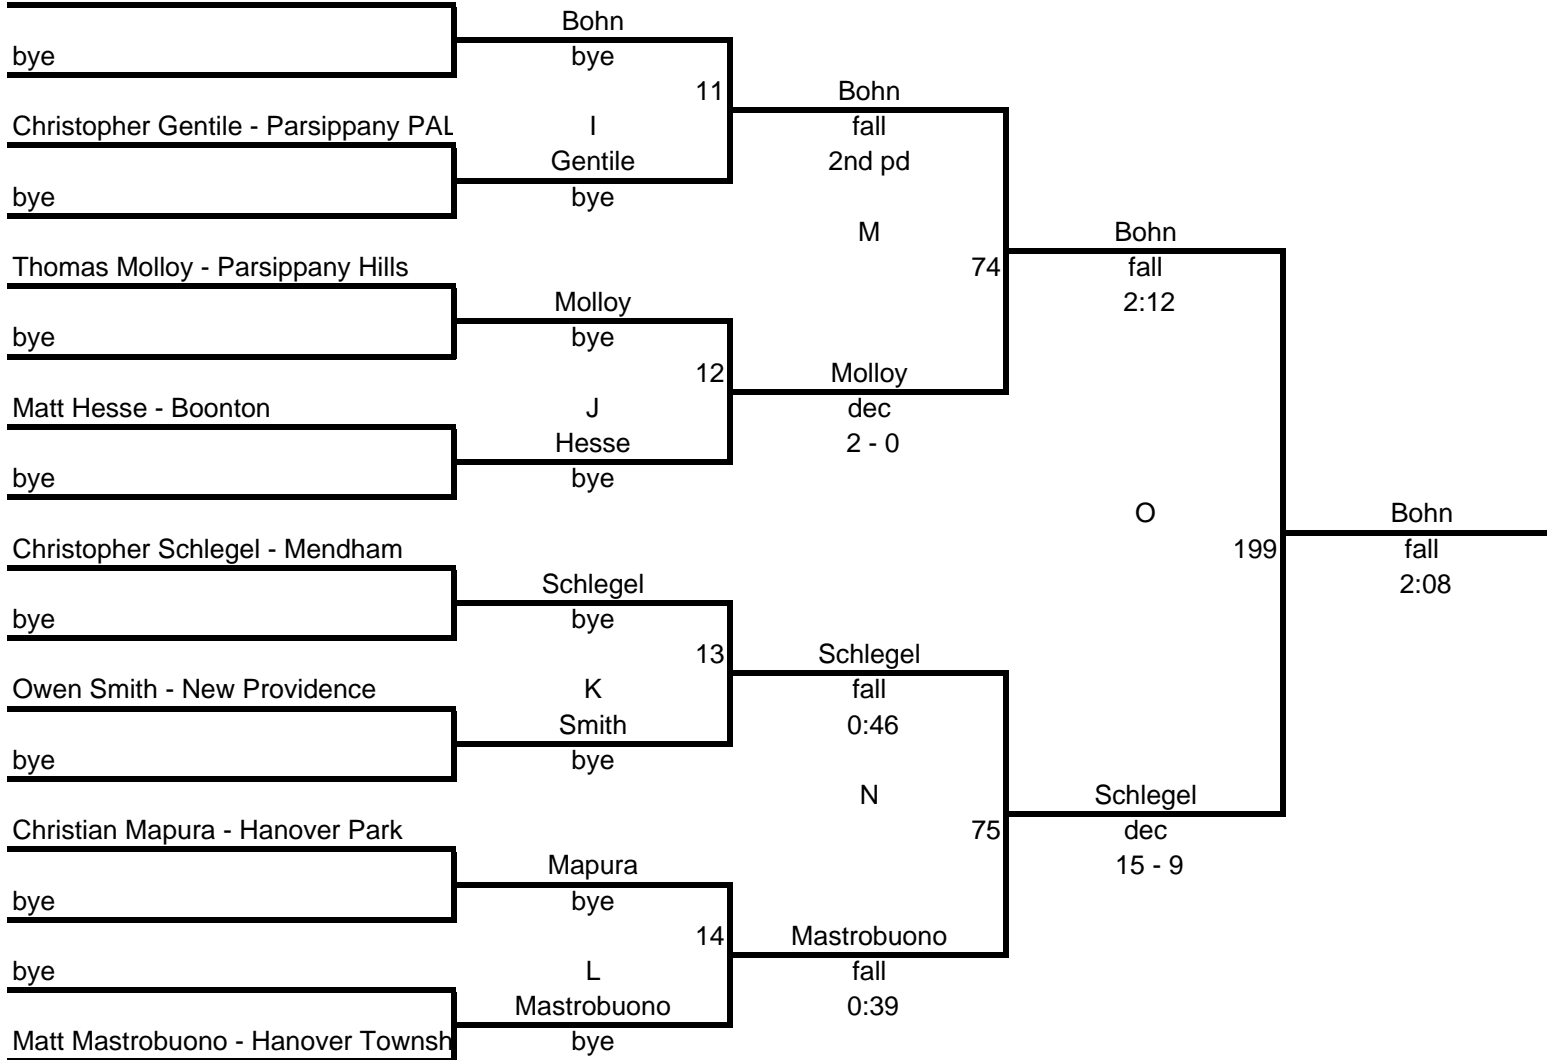 Bohn
bye
bye
11
Bohn
Christopher Gentile - Parsippany PAL
I
fall
Gentile
2nd pd
bye
bye
M
Bohn
Thomas Molloy - Parsippany Hills
74
fall
Molloy
2:12
bye
bye
12
Molloy
Matt Hesse - Boonton
J
dec
Hesse
2 - 0
bye
bye
O
Bohn
Christopher Schlegel - Mendham
199
fall
Schlegel
2:08
bye
bye
13
Schlegel
Owen Smith - New Providence
K
fall
Smith
0:46
bye
bye
N
Schlegel
Christian Mapura - Hanover Park
75
dec
Mapura
15 - 9
bye
bye
14
Mastrobuono
bye
L
fall
Mastrobuono
0:39
Matt Mastrobuono - Hanover Townsh
bye